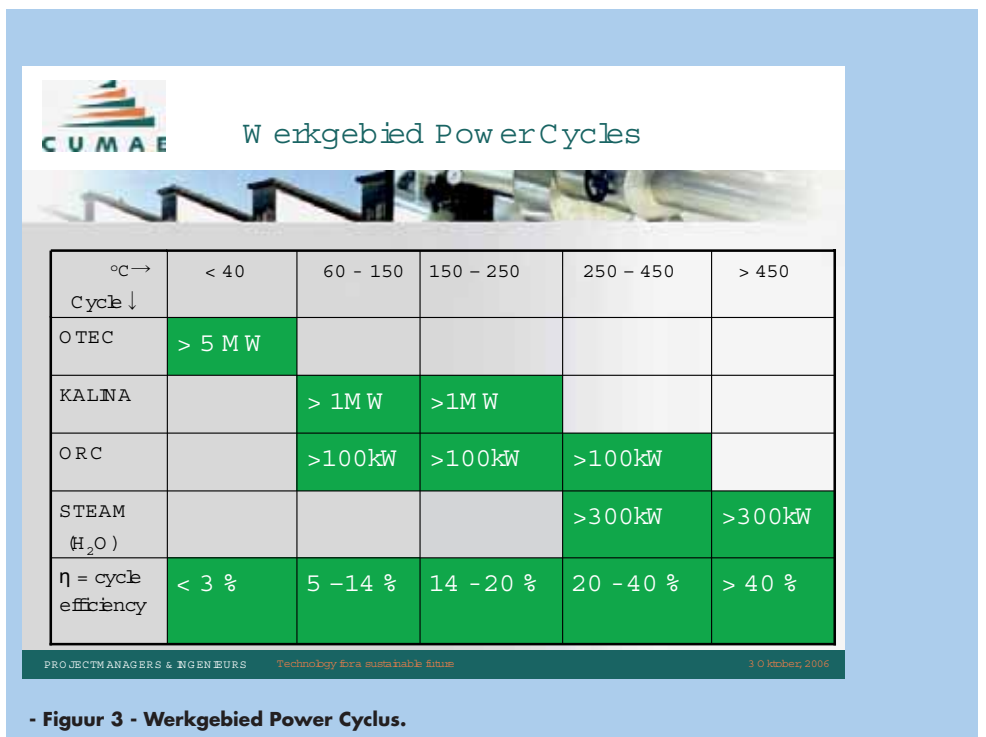 CUMAE
Werkgebied Power Cycles
°C→ < 40 60 - 150 150 – 250 250 – 450 > 450
Cycle ↓
OTEC > 5 MW
KALINA > 1MW >1MW
ORC >100kW >100kW >100kW
STEAM >300kW >300kW
(H₂O)
η = cycle < 3 % 5 –14 % 14 -20 % 20 -40 % > 40 %
efficiency
PROJECTMANAGERS & INGENIEURS Technology for a sustainable future 3 Oktober, 2006
- Figuur 3 - Werkgebied Power Cyclus.